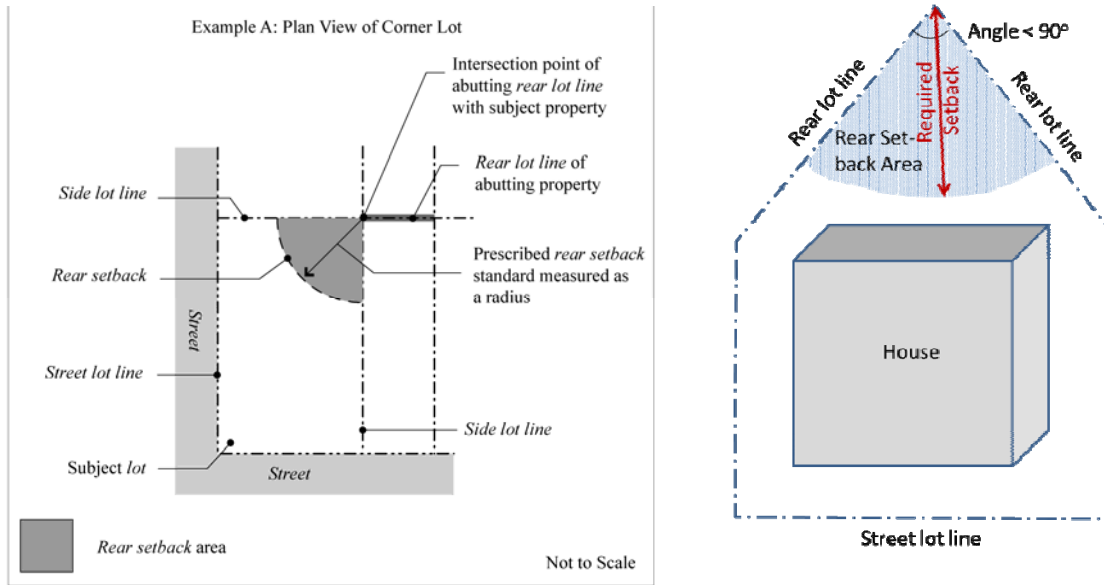 Example A: Plan View of Corner Lot
Intersection point of
abutting rear lot line
with subject property
Rear lot line of
abutting property
Side lot line
Rear setback
Prescribed rear setback
standard measured as
a radius
Street
Street lot line
Side lot line
Subject lot
Street
Rear setback area
Not to Scale
Angle < 90°
Rear lot line
Required
Setback
Rear lot line
Rear Set-
back Area
House
Street lot line